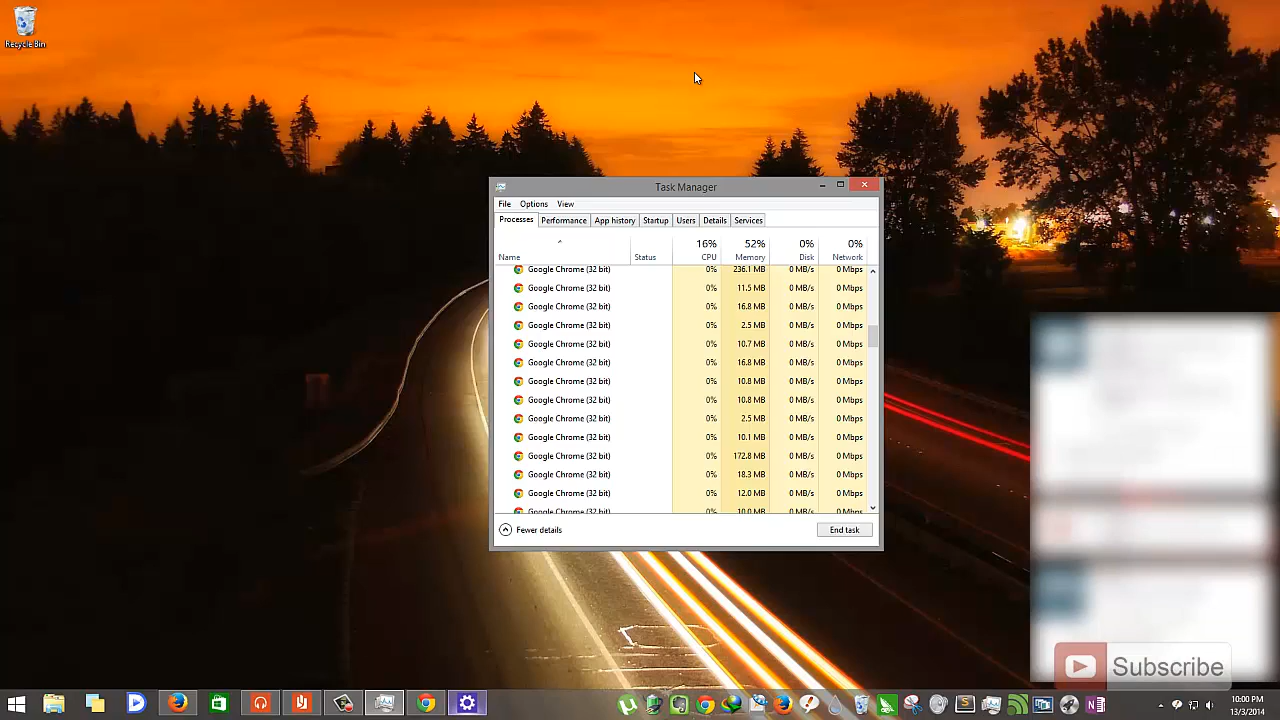 Recycle Bin
Task Manager
File Options View
Processes Performance App history Startup Users Details Services
16% 52% 0% 0%
Name Status CPU Memory Disk Network
Google Chrome (32 bit) 0% 236.1 MB 0 MB/s 0 Mbps
Google Chrome (32 bit) 0% 11.5 MB 0 MB/s 0 Mbps
Google Chrome (32 bit) 0% 16.8 MB 0 MB/s 0 Mbps
Google Chrome (32 bit) 0% 2.5 MB 0 MB/s 0 Mbps
Google Chrome (32 bit) 0% 10.7 MB 0 MB/s 0 Mbps
Google Chrome (32 bit) 0% 16.8 MB 0 MB/s 0 Mbps
Google Chrome (32 bit) 0% 10.8 MB 0 MB/s 0 Mbps
Google Chrome (32 bit) 0% 10.8 MB 0 MB/s 0 Mbps
Google Chrome (32 bit) 0% 2.5 MB 0 MB/s 0 Mbps
Google Chrome (32 bit) 0% 10.1 MB 0 MB/s 0 Mbps
Google Chrome (32 bit) 0% 172.8 MB 0 MB/s 0 Mbps
Google Chrome (32 bit) 0% 18.3 MB 0 MB/s 0 Mbps
Google Chrome (32 bit) 0% 12.0 MB 0 MB/s 0 Mbps
Google Chrome (32 bit) 0% 10.0 MB 0 MB/s 0 Mbps
Fewer details End task
Subscribe
10:00 PM
13/3/2014